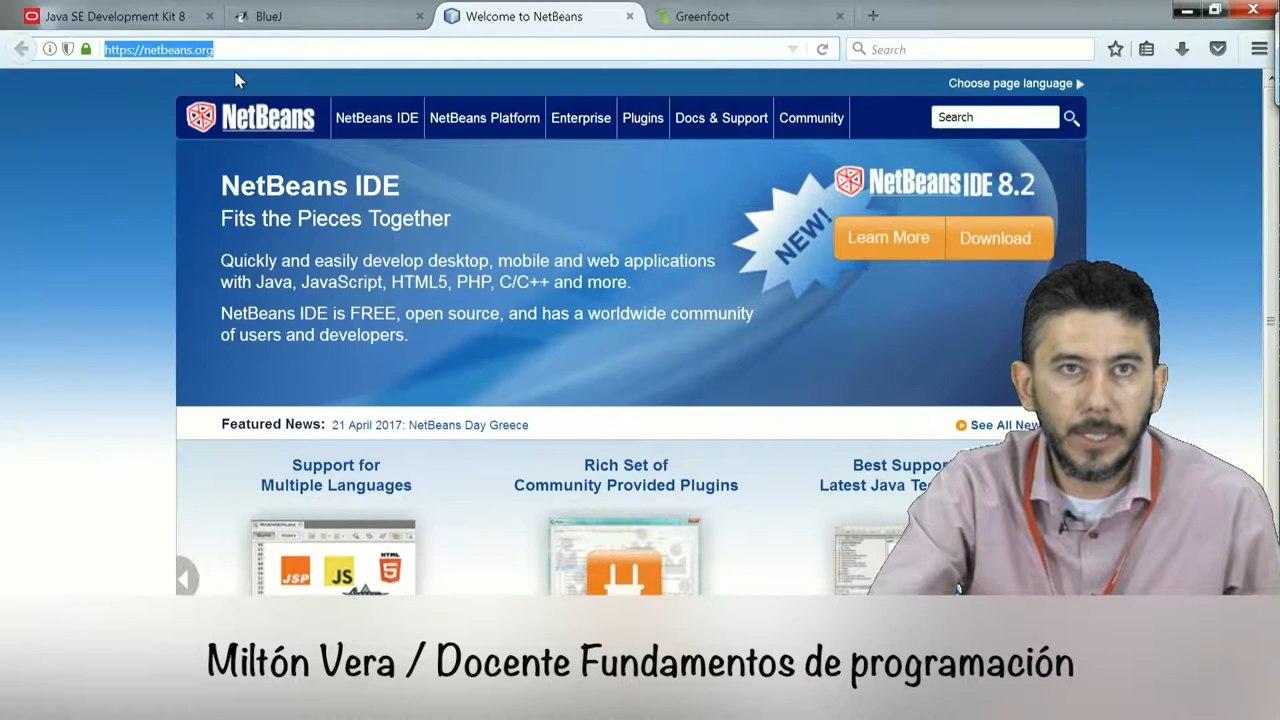 Java SE Development Kit 8
BlueJ
Welcome to NetBeans
Greenfoot
https://netbeans.org
Search
Choose page language
NetBeans
NetBeans IDE
NetBeans Platform
Enterprise
Plugins
Docs & Support
Community
Search
NetBeans IDE
Fits the Pieces Together
Quickly and easily develop desktop, mobile and web applications
with Java, JavaScript, HTML5, PHP, C/C++ and more.
NetBeans IDE is FREE, open source, and has a worldwide community
of users and developers.
NEW!
NetBeans IDE 8.2
Learn More
Download
Featured News: 21 April 2017: NetBeans Day Greece
See All New
Support for
Multiple Languages
Rich Set of
Community Provided Plugins
Best Suppor
Latest Java Te
JSP
JS
HTML
5
Miltón Vera / Docente Fundamentos de programación